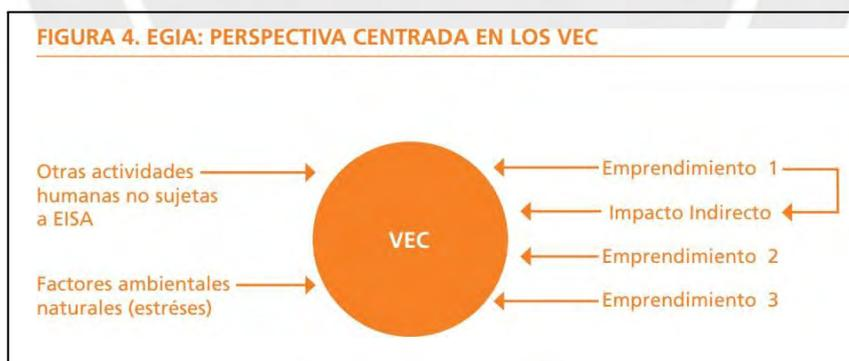 FIGURA 4. EGIA: PERSPECTIVA CENTRADA EN LOS VEC
Otras actividades
humanas no sujetas
a EISA
Factores ambientales
naturales (estréses)
VEC
Emprendimiento 1
Impacto Indirecto
Emprendimiento 2
Emprendimiento 3